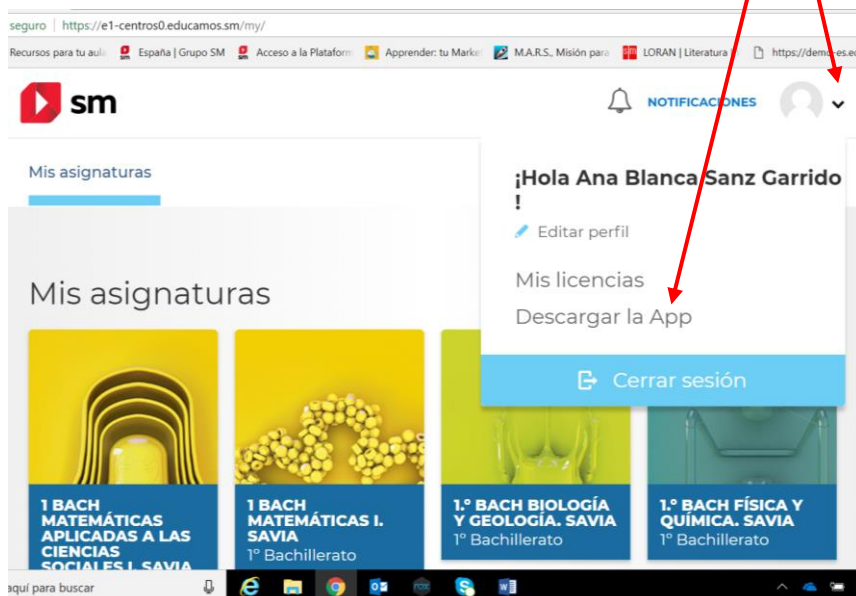 seguro | https://e1-centros0.educamos.sm/my/
Recursos para tu aula España | Grupo SM Acceso a la Plataform Apprender: tu Market M.A.R.S., Misión para LORAN | Literatura https://demo-es.ed
sm
NOTIFICACIONES
Mis asignaturas
¡Hola Ana Blanca Sanz Garrido
!
Editar perfil
Mis licencias
Descargar la App
Cerrar sesión
Mis asignaturas
1 BACH
MATEMÁTICAS
APLICADAS A LAS
CIENCIAS
SOCIALES I. SAVIA
1 BACH
MATEMÁTICAS I.
SAVIA
1º Bachillerato
1.º BACH BIOLOGÍA
Y GEOLOGÍA. SAVIA
1º Bachillerato
1.º BACH FÍSICA Y
QUÍMICA. SAVIA
1º Bachillerato
aquí para buscar